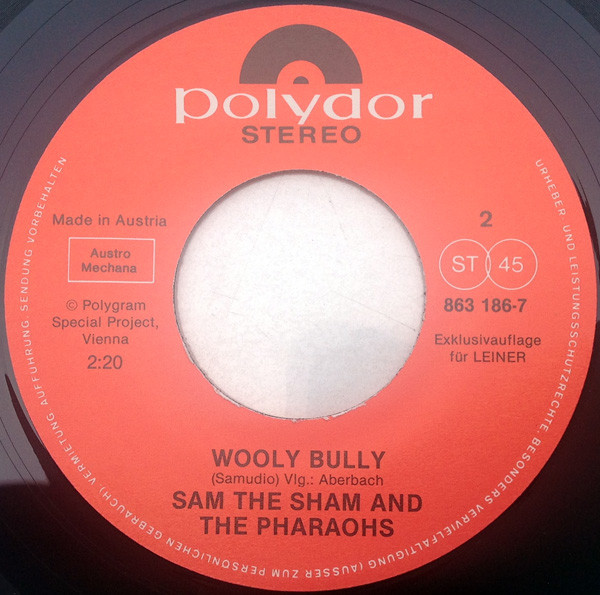 polydor
STEREO
Made in Austria
Austro
Mechana
© Polygram
Special Project,
Vienna
2:20
2
ST 45
863 186-7
Exklusivauflage
für LEINER
WOOLY BULLY
(Samudio) Vlg.: Aberbach
SAM THE SHAM AND
THE PHARAOHS
URHEBER- UND LEISTUNGSSCHUTZRECHTE, BESONDERS VERVIELFÄLTIGUNG (AUSSER ZUM PERSÖNLICHEN GEBRAUCH), VERMIETUNG, AUFFÜHRUNG, SENDUNG VORBEHALTEN